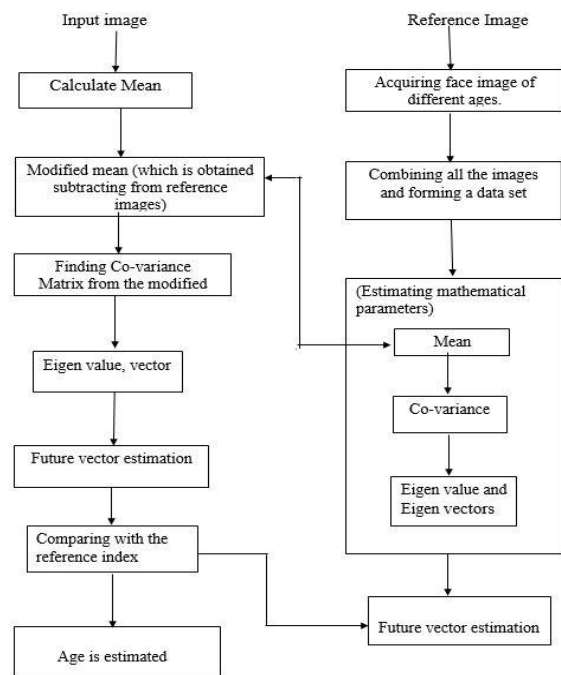 Input image
Calculate Mean
Modified mean (which is obtained
subtracting from reference
images)
Finding Co-variance
Matrix from the modified
Eigen value, vector
Future vector estimation
Comparing with the
reference index
Age is estimated
Reference Image
Acquiring face image of
different ages.
Combining all the images
and forming a data set
(Estimating mathematical
parameters)
Mean
Co-variance
Eigen value and
Eigen vectors
Future vector estimation